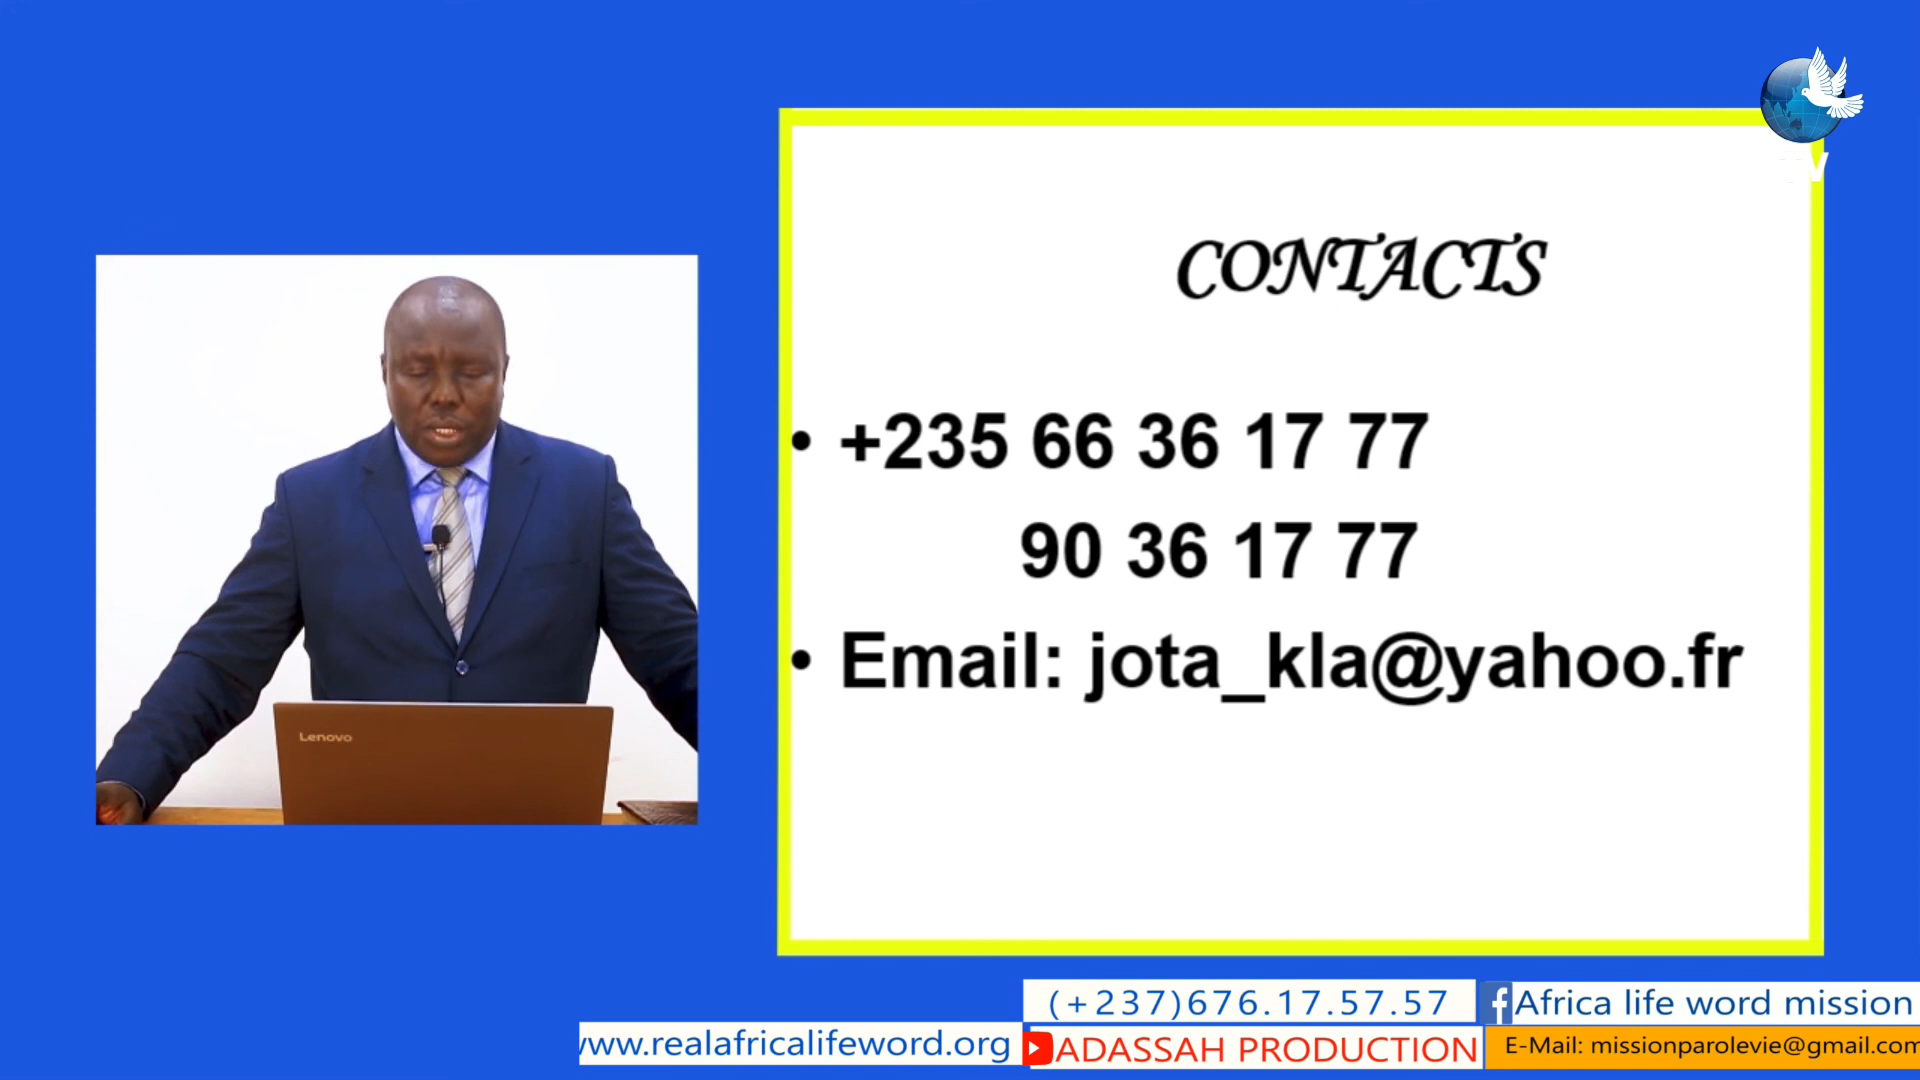 CONTACTS
• +235 66 36 17 77
90 36 17 77
• Email: jota_kla@yahoo.fr
Lenovo
(+237)676.17.57.57
Africa life word mission
www.realafricalifeword.org
ADASSAH PRODUCTION
E-Mail: missionparolevie@gmail.com